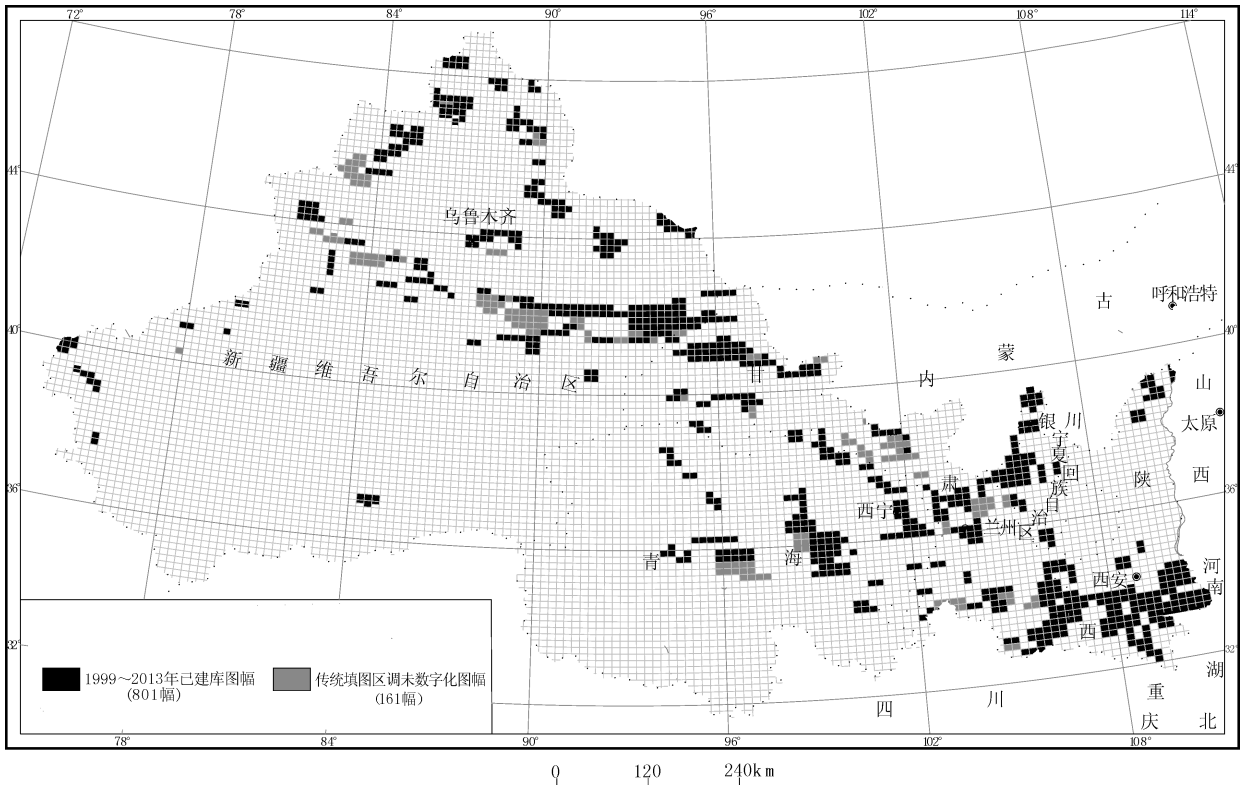 72° 78° 84° 90° 96° 102° 108° 114°
44° 44°
乌鲁木齐
呼和浩特
古
40° 40°
蒙
内
新疆维吾尔自治区
甘
山
太原
银川
宁夏回族自治区
陕
西
36° 36°
肃
西宁
兰州
青
海
河南
西安
西
32° 32°
湖
北
重庆
四川
1999～2013年已建库图幅
(801幅)
传统填图区调未数字化图幅
(161幅)
78° 84° 90° 96° 102° 108°
0 120 240km